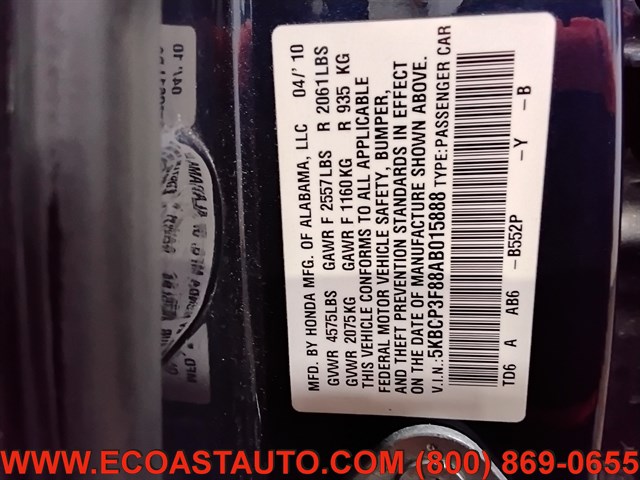 MFD. BY HONDA MFG. OF ALABAMA, LLC 04/'10
GVWR 4575LBS GAWR F 2557LBS R 2061LBS
GVWR 2075KG GAWR F 1160KG R 935 KG
THIS VEHICLE CONFORMS TO ALL APPLICABLE
FEDERAL MOTOR VEHICLE SAFETY, BUMPER,
AND THEFT PREVENTION STANDARDS IN EFFECT
ON THE DATE OF MANUFACTURE SHOWN ABOVE.
V.I.N.: 5KBCP3F88AB015888 TYPE:PASSENGER CAR
TD6 A AB6 -B552P -Y -B
WWW.ECOASTAUTO.COM (800) 869-0655